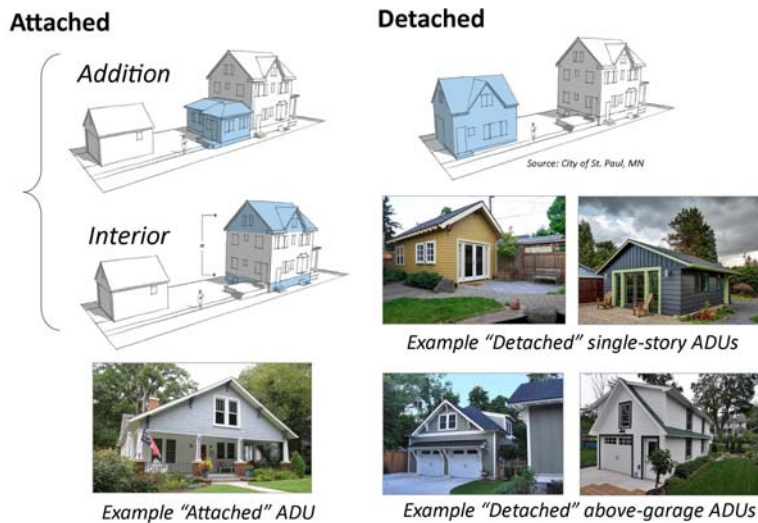 Attached
Addition
Interior
Example “Attached” ADU
Detached
Source: City of St. Paul, MN
Example “Detached” single-story ADUs
Example “Detached” above-garage ADUs